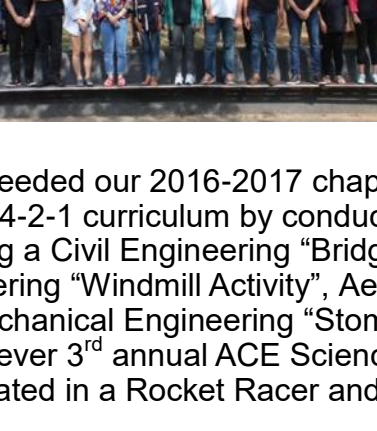 eeded our 2016-2017 chap
4-2-1 curriculum by conduc
g a Civil Engineering “Bridg
ering “Windmill Activity”, Ae
chanical Engineering “Stom
ever 3rd annual ACE Scienc
ated in a Rocket Racer and